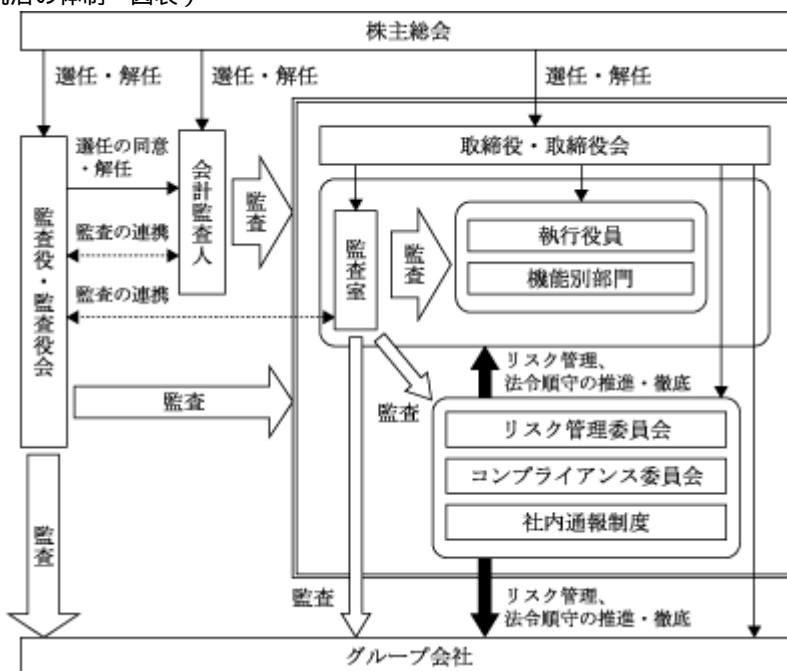 株主総会
選任・解任
選任・解任
選任・解任
取締役・取締役会
選任の同意
・解任
会計監査人
監査
監査役・監査役会
監査の連携
監査の連携
監査室
監査
執行役員
機能別部門
リスク管理、
法令順守の推進・徹底
監査
監査
リスク管理委員会
コンプライアンス委員会
社内通報制度
監査
監査
リスク管理、
法令順守の推進・徹底
グループ会社